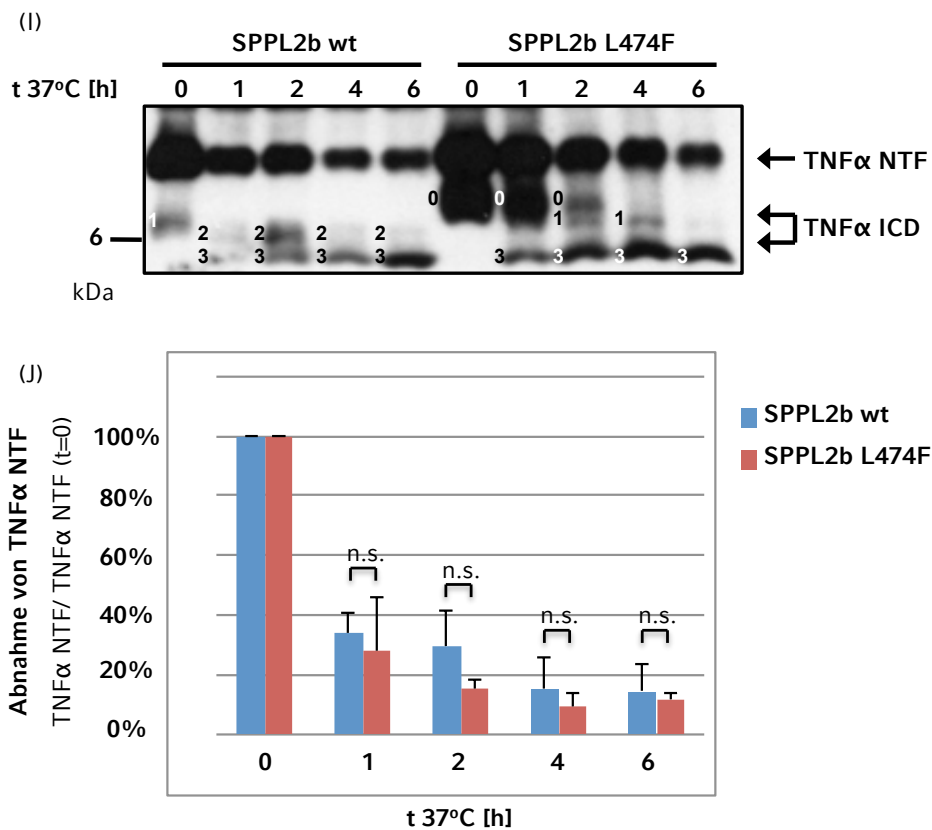 (I)
SPPL2b wt SPPL2b L474F
t 37ºC [h] 0 1 2 4 6 0 1 2 4 6
TNFα NTF
0 0 0
1 1 1 TNFα ICD
6 2 2 2 2
3 3 3 3 3 3 3 3
kDa
(J)
SPPL2b wt
SPPL2b L474F
Abnahme von TNFα NTF
TNFα NTF/ TNFα NTF (t=0)
100%
80%
60%
n.s. n.s.
40%
n.s. n.s.
20%
0%
0 1 2 4 6
t 37ºC [h]